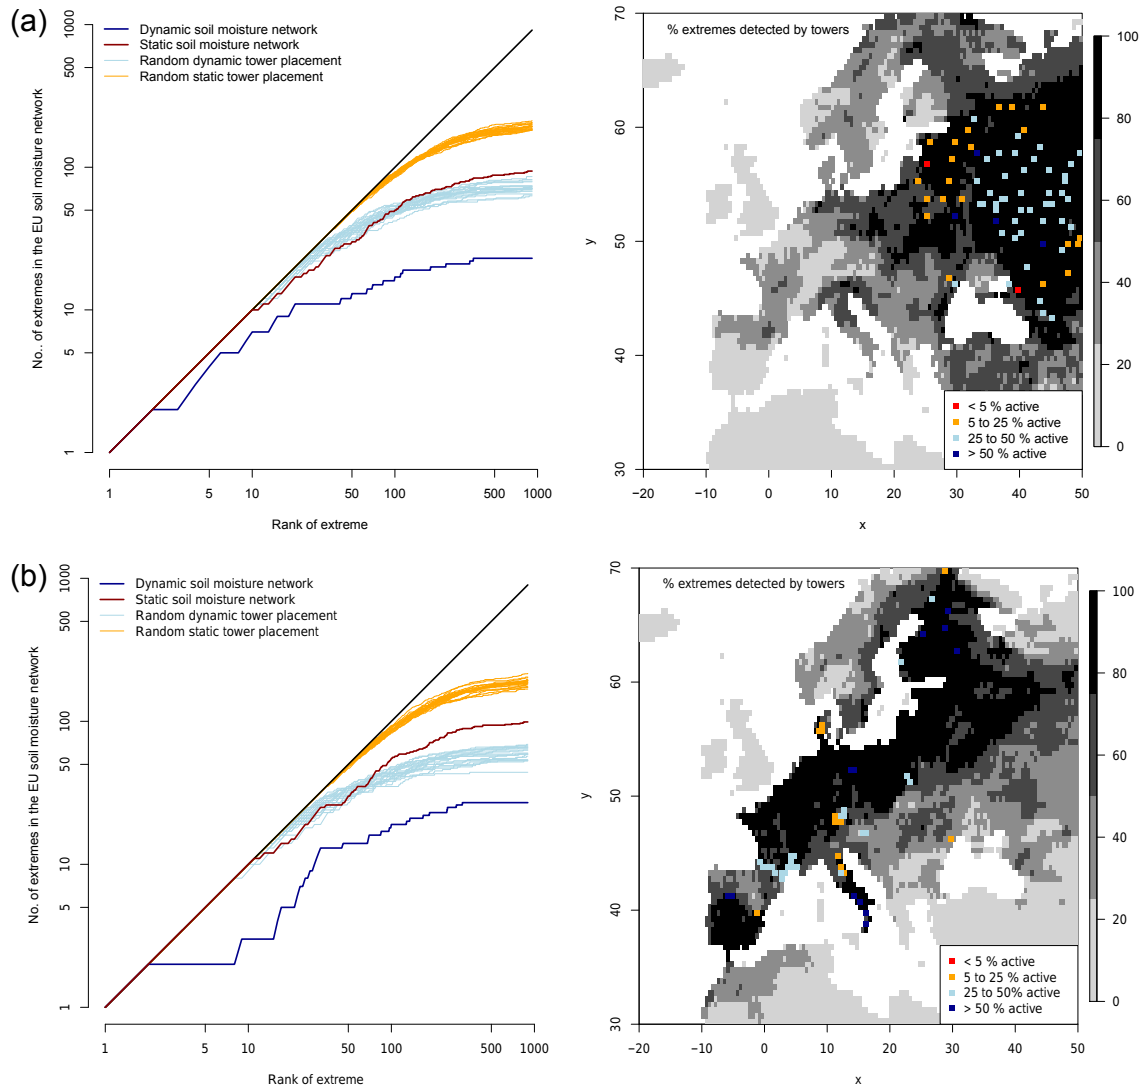 (a)
Dynamic soil moisture network
Static soil moisture network
Random dynamic tower placement
Random static tower placement
No.. of extremes in the EU soil moisture network
1000
500
100
50
10
5
1
1 5 10 50 100 500 1000
Rank of extreme
% extremes detected by towers
y
70
60
50
40
30
−20 −10 0 10 20 30 40 50
x
< 5 % active
5 to 25 % active
25 to 50 % active
> 50 % active
100
80
60
40
20
0
(b)
Dynamic soil moisture network
Static soil moisture network
Random dynamic tower placement
Random static tower placement
No. of extremes in the EU soil moisture network
1000
500
100
50
10
5
1
1 5 10 50 100 500 1000
Rank of extreme
% extremes detected by towers
y
70
60
50
40
30
−20 −10 0 10 20 30 40 50
x
< 5 % active
5 to 25 % active
25 to 50% active
> 50 % active
100
80
60
40
20
0